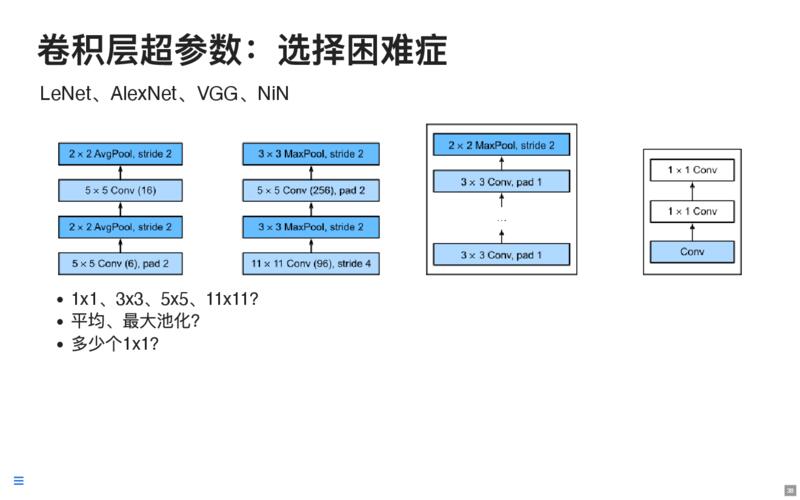 卷积层超参数：选择困难症
LeNet、AlexNet、VGG、NiN
2 × 2 AvgPool, stride 2
5 × 5 Conv (16)
2 × 2 AvgPool, stride 2
5 × 5 Conv (6), pad 2
3 × 3 MaxPool, stride 2
5 × 5 Conv (256), pad 2
3 × 3 MaxPool, stride 2
11 × 11 Conv (96), stride 4
2 × 2 MaxPool, stride 2
3 × 3 Conv, pad 1
...
3 × 3 Conv, pad 1
1 × 1 Conv
1 × 1 Conv
Conv
• 1x1、3x3、5x5、11x11?
• 平均、最大池化?
• 多少个1x1?
38